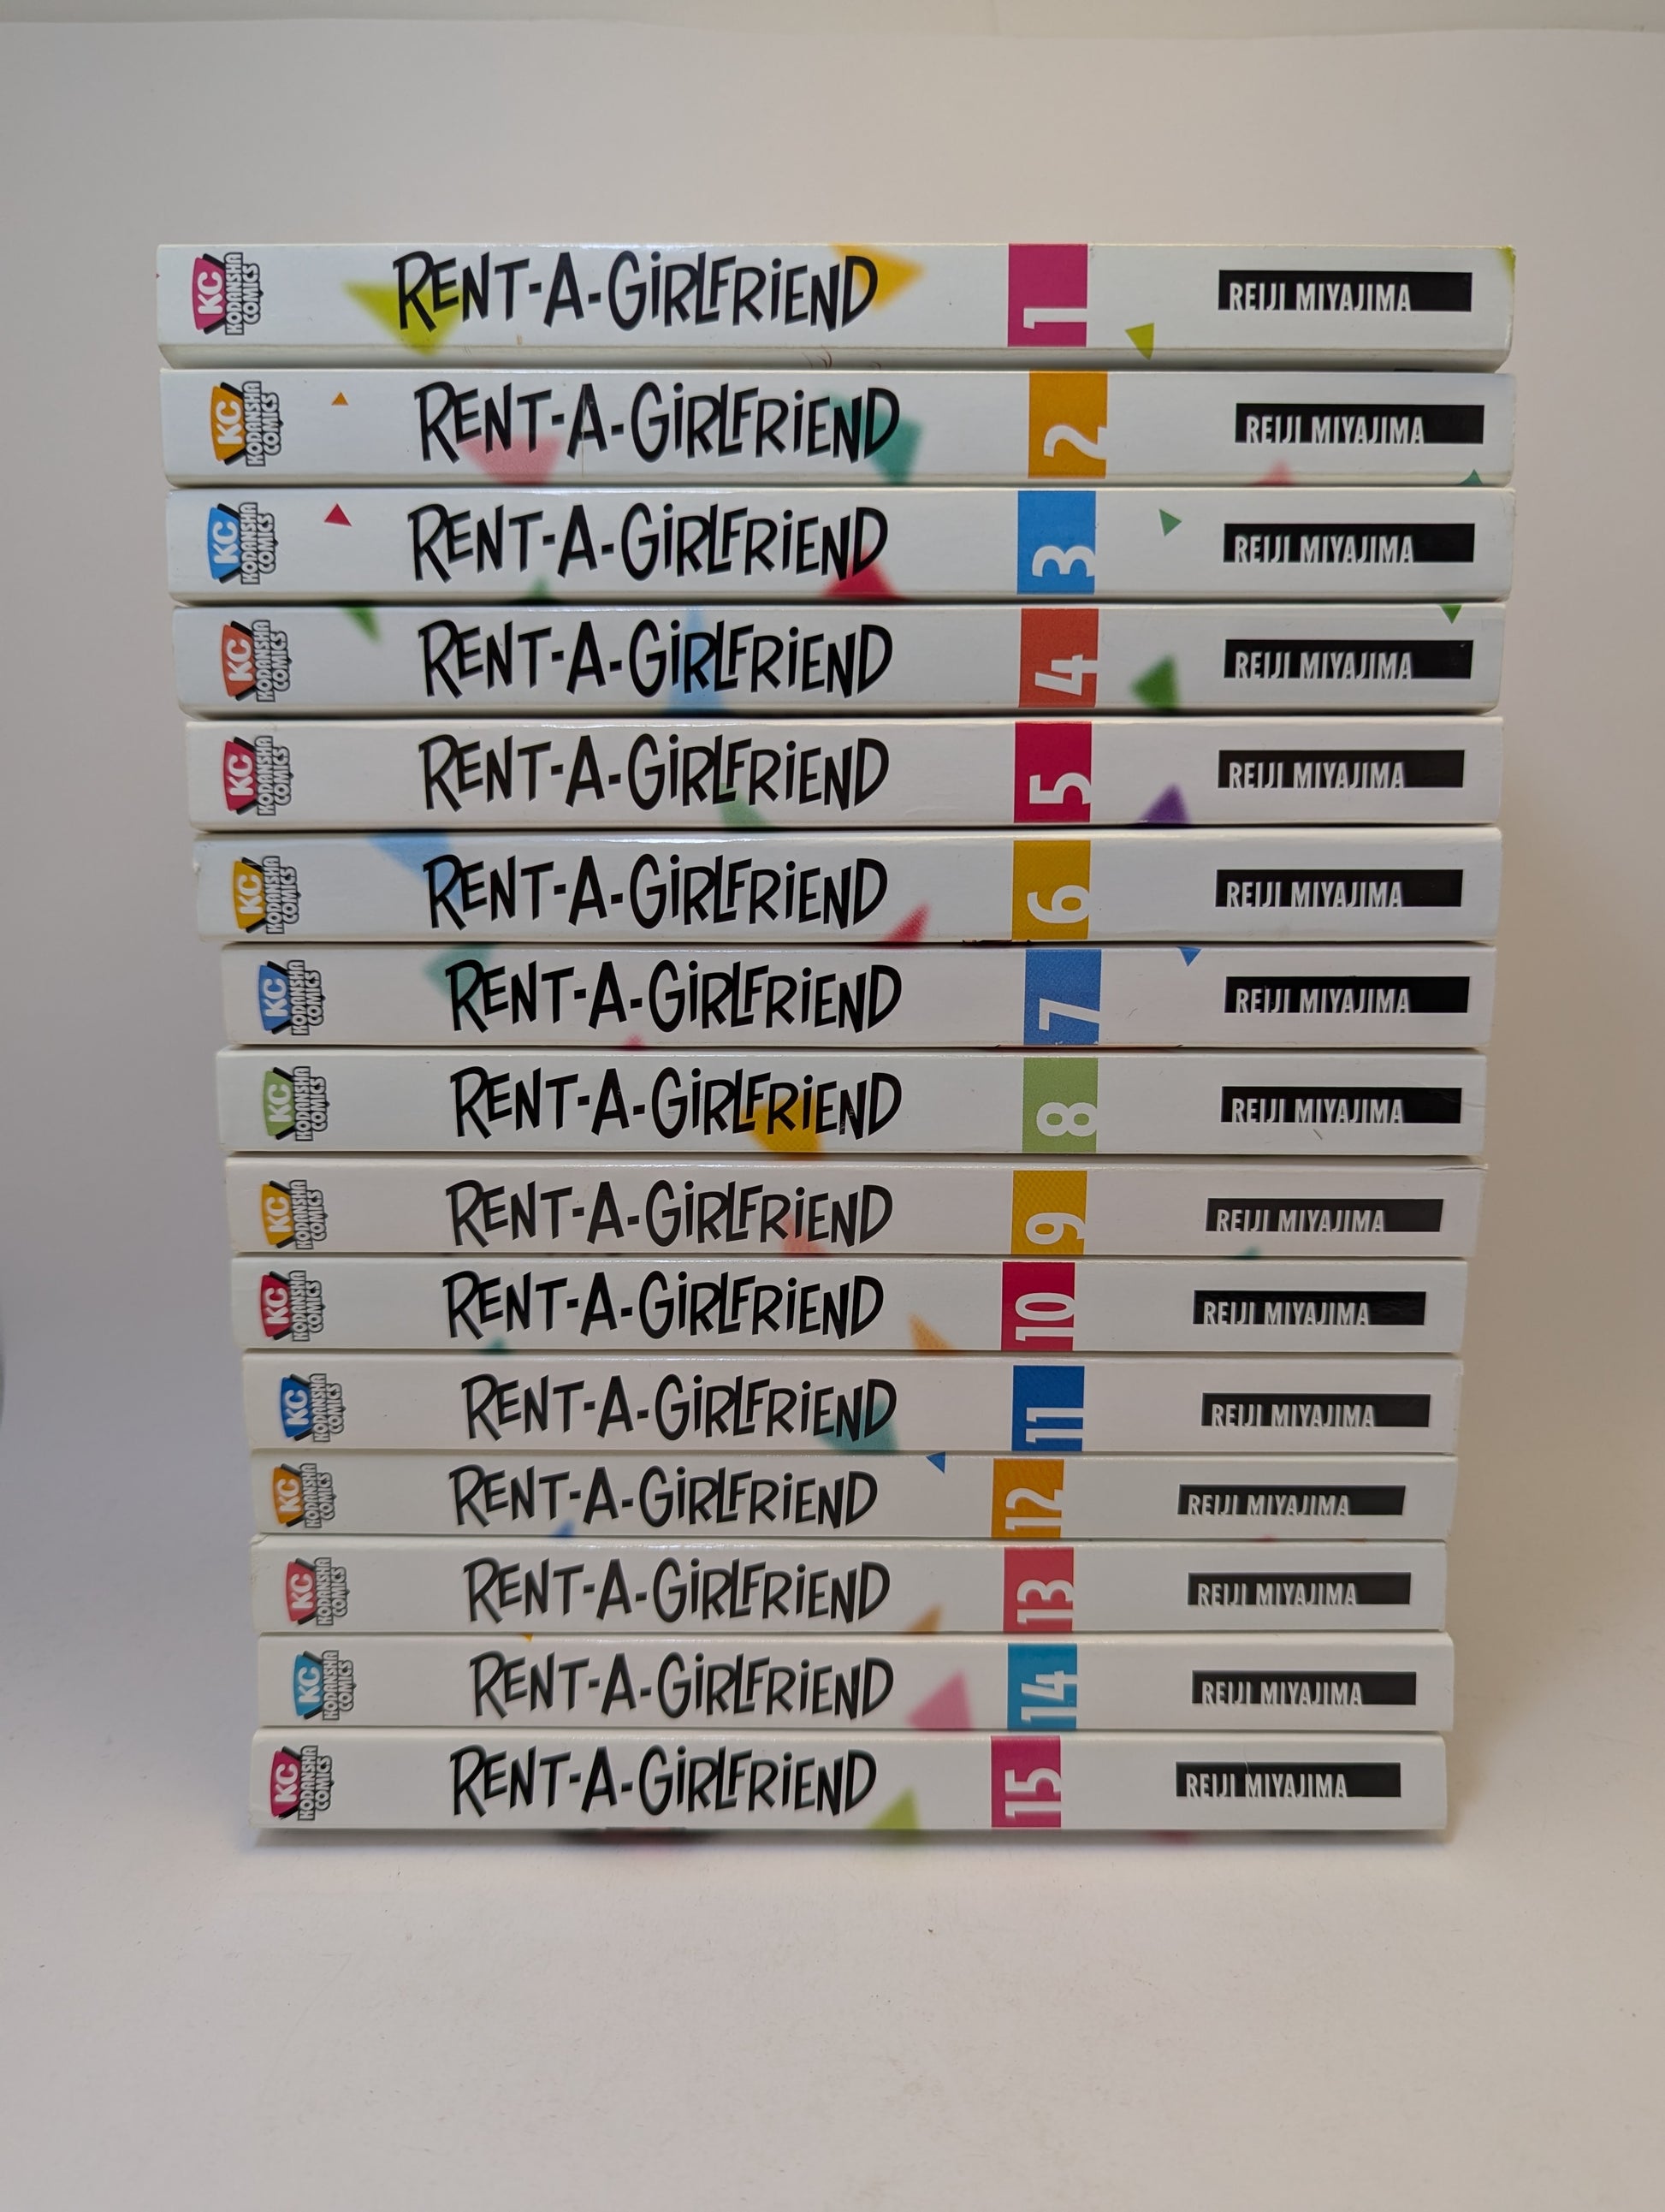 KC KODANSHA COMICS RENT-A-GIRLFRIEND 1 REIJI MIYAJIMA
KC KODANSHA COMICS RENT-A-GIRLFRIEND 2 REIJI MIYAJIMA
KC KODANSHA COMICS RENT-A-GIRLFRIEND 3 REIJI MIYAJIMA
KC KODANSHA COMICS RENT-A-GIRLFRIEND 4 REIJI MIYAJIMA
KC KODANSHA COMICS RENT-A-GIRLFRIEND 5 REIJI MIYAJIMA
KC KODANSHA COMICS RENT-A-GIRLFRIEND 6 REIJI MIYAJIMA
KC KODANSHA COMICS RENT-A-GIRLFRIEND 7 REIJI MIYAJIMA
KC KODANSHA COMICS RENT-A-GIRLFRIEND 8 REIJI MIYAJIMA
KC KODANSHA COMICS RENT-A-GIRLFRIEND 9 REIJI MIYAJIMA
KC KODANSHA COMICS RENT-A-GIRLFRIEND 10 REIJI MIYAJIMA
KC KODANSHA COMICS RENT-A-GIRLFRIEND 11 REIJI MIYAJIMA
KC KODANSHA COMICS RENT-A-GIRLFRIEND 12 REIJI MIYAJIMA
KC KODANSHA COMICS RENT-A-GIRLFRIEND 13 REIJI MIYAJIMA
KC KODANSHA COMICS RENT-A-GIRLFRIEND 14 REIJI MIYAJIMA
KC KODANSHA COMICS RENT-A-GIRLFRIEND 15 REIJI MIYAJIMA